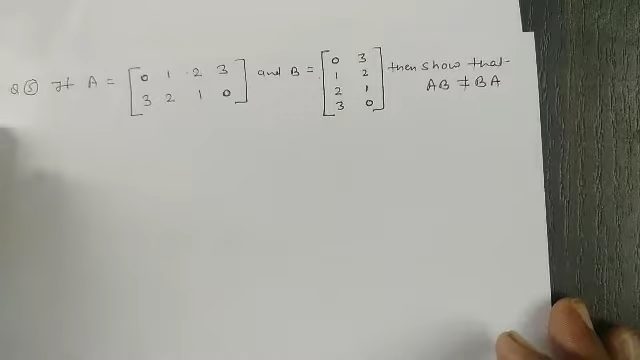 Q⑤ If A = [ 0 1 2 3 ] and B = [ 0 3 ] then show that
[ 3 2 1 0 ] [ 1 2 ] AB ≠ BA
[ 2 1 ]
[ 3 0 ]